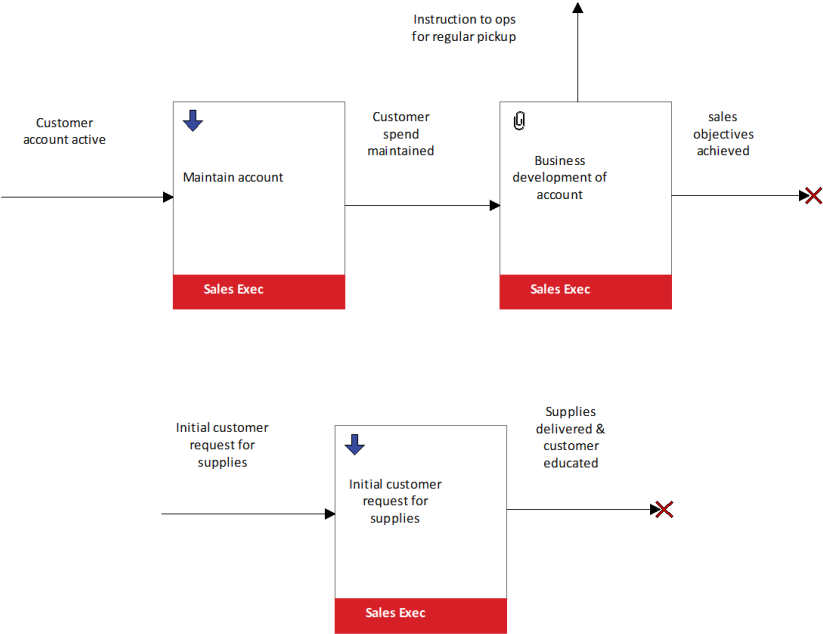 Instruction to ops
for regular pickup
Customer
account active
Maintain account
Sales Exec
Customer
spend
maintained
Business
development of
account
Sales Exec
sales
objectives
achieved
Initial customer
request for
supplies
Initial customer
request for
supplies
Sales Exec
Supplies
delivered &
customer
educated